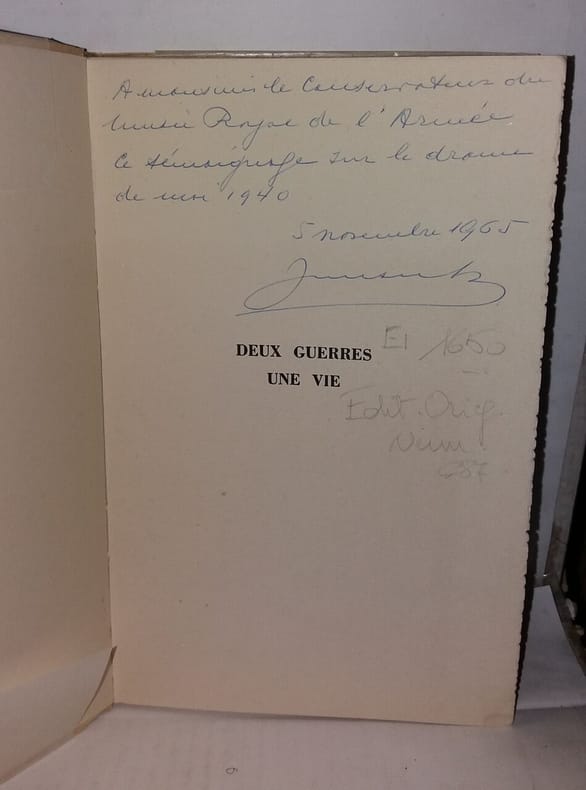 A monsieur le Conservateur du
Musée Royal de l'Armée
ce témoignage sur le drame
de mai 1940
5 novembre 1965
DEUX GUERRES
UNE VIE
1650
Edit. Orig.
Num.
687